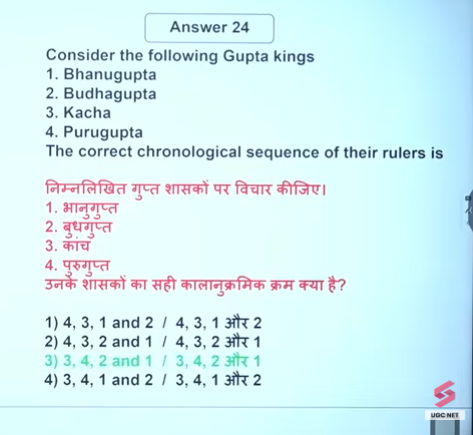 Answer 24
Consider the following Gupta kings
1. Bhanugupta
2. Budhagupta
3. Kacha
4. Purugupta
The correct chronological sequence of their rulers is
निम्नलिखित गुप्त शासकों पर विचार कीजिए।
1. भानुगुप्त
2. बुधगुप्त
3. कांच
4. पुरुगुप्त
उनके शासकों का सही कालानुक्रमिक क्रम क्या है?
1) 4, 3, 1 and 2 / 4, 3, 1 और 2
2) 4, 3, 2 and 1 / 4, 3, 2 और 1
3) 3, 4, 2 and 1 / 3, 4, 2 और 1
4) 3, 4, 1 and 2 / 3, 4, 1 और 2
UGC NET